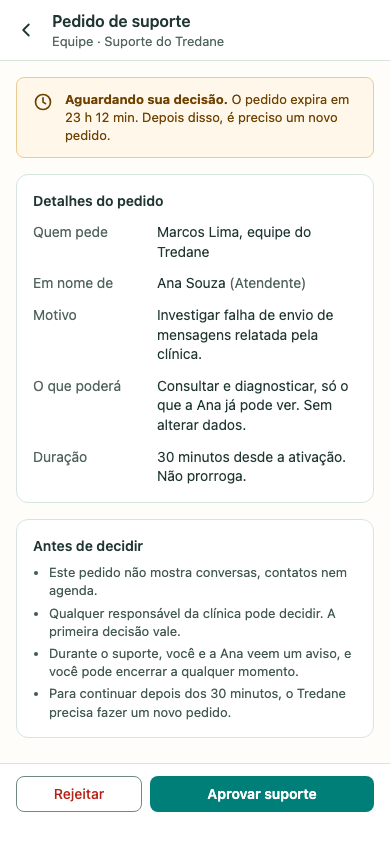 Pedido de suporte
Equipe · Suporte do Tredane
Aguardando sua decisão. O pedido expira em
23 h 12 min. Depois disso, é preciso um novo
pedido.
Detalhes do pedido
Quem pede
Marcos Lima, equipe do
Tredane
Em nome de
Ana Souza (Atendente)
Motivo
Investigar falha de envio de
mensagens relatada pela
clínica.
O que poderá
Consultar e diagnosticar, só o
que a Ana já pode ver. Sem
alterar dados.
Duração
30 minutos desde a ativação.
Não prorroga.
Antes de decidir
• Este pedido não mostra conversas, contatos nem
agenda.
• Qualquer responsável da clínica pode decidir. A
primeira decisão vale.
• Durante o suporte, você e a Ana veem um aviso, e
você pode encerrar a qualquer momento.
• Para continuar depois dos 30 minutos, o Tredane
precisa fazer um novo pedido.
Rejeitar
Aprovar suporte